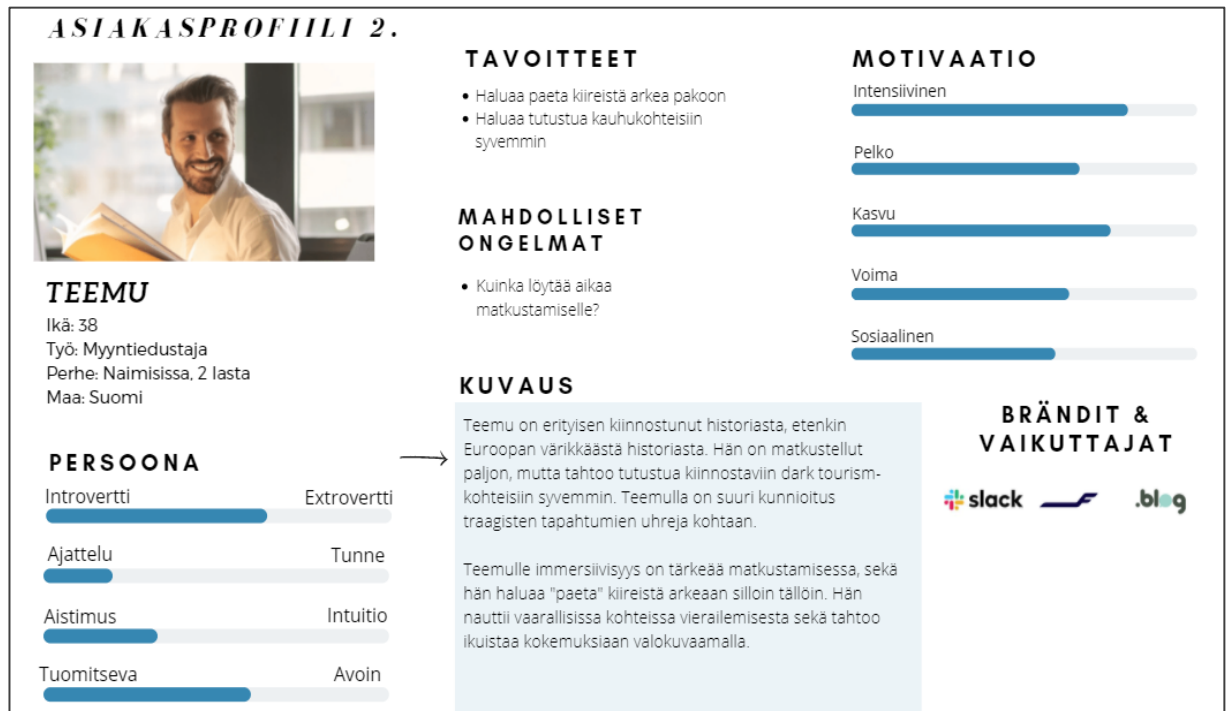 ASIAKASPROFIILI 2.
TEEMU
Ikä: 38
Työ: Myyntiedustaja
Perhe: Naimisissa, 2 lasta
Maa: Suomi
PERSOONA
Introvertti Extrovertti
Ajattelu Tunne
Aistimus Intuitio
Tuomitseva Avoin
TAVOITTEET
• Haluaa paeta kiireistä arkea pakoon
• Haluaa tutustua kauhukohteisiin
syvemmin
MAHDOLLISET
ONGELMAT
• Kuinka löytää aikaa
matkustamiselle?
KUVAUS
Teemu on erityisen kiinnostunut historiasta, etenkin
Euroopan värikkäästä historiasta. Hän on matkustellut
paljon, mutta tahtoo tutustua kiinnostaviin dark tourism-
kohteisiin syvemmin. Teemulla on suuri kunnioitus
traagisten tapahtumien uhreja kohtaan.
Teemulle immersiivisyys on tärkeää matkustamisessa, sekä
hän haluaa "paeta" kiireistä arkeaan silloin tällöin. Hän
nauttii vaarallisissa kohteissa vierailemisesta sekä tahtoo
ikuistaa kokemuksiaan valokuvaamalla.
MOTIVAATIO
Intensiivinen
Pelko
Kasvu
Voima
Sosiaalinen
BRÄNDIT &
VAIKUTTAJAT
slack .blog